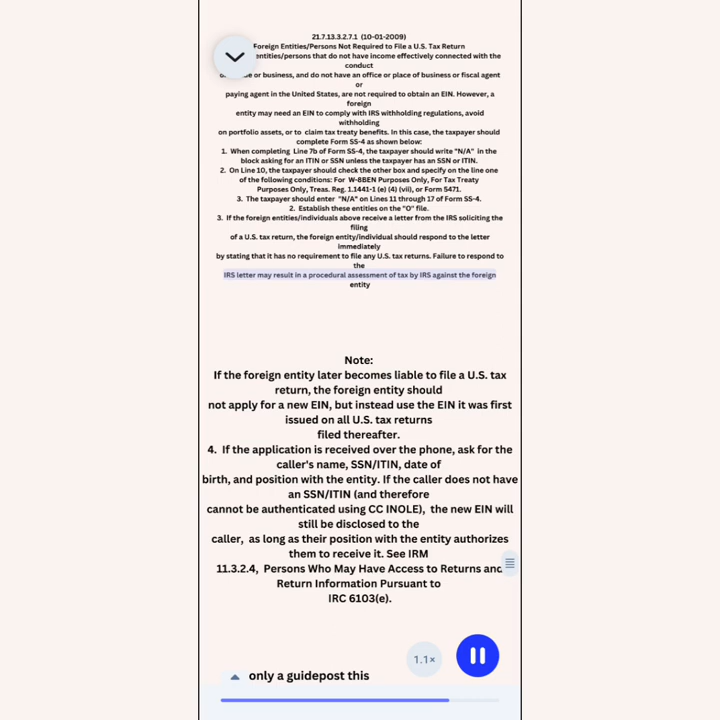 21.7.13.3.2.7.1 (10-01-2009)
Foreign Entities/Persons Not Required to File a U.S. Tax Return
entities/persons that do not have income effectively connected with the
conduct
or business, and do not have an office or place of business or fiscal agent
or
paying agent in the United States, are not required to obtain an EIN. However, a
foreign
entity may need an EIN to comply with IRS withholding regulations, avoid
withholding
on portfolio assets, or to claim tax treaty benefits. In this case, the taxpayer should
complete Form SS-4 as shown below:
1. When completing Line 7b of Form SS-4, the taxpayer should write "N/A" in the
block asking for an ITIN or SSN unless the taxpayer has an SSN or ITIN.
2. On Line 10, the taxpayer should check the other box and specify on the line one
of the following conditions: For W-8BEN Purposes Only, For Tax Treaty
Purposes Only, Treas. Reg. 1.1441-1 (e) (4) (vii), or Form 5471.
3. The taxpayer should enter "N/A" on Lines 11 through 17 of Form SS-4.
2. Establish these entities on the "O" file.
3. If the foreign entities/individuals above receive a letter from the IRS soliciting the
filing
of a U.S. tax return, the foreign entity/individual should respond to the letter
immediately
by stating that it has no requirement to file any U.S. tax returns. Failure to respond to
the
IRS letter may result in a procedural assessment of tax by IRS against the foreign
entity
Note:
If the foreign entity later becomes liable to file a U.S. tax
return, the foreign entity should
not apply for a new EIN, but instead use the EIN it was first
issued on all U.S. tax returns
filed thereafter.
4. If the application is received over the phone, ask for the
caller's name, SSN/ITIN, date of
birth, and position with the entity. If the caller does not have
an SSN/ITIN (and therefore
cannot be authenticated using CC INOLE), the new EIN will
still be disclosed to the
caller, as long as their position with the entity authorizes
them to receive it. See IRM
11.3.2.4, Persons Who May Have Access to Returns and
Return Information Pursuant to
IRC 6103(e).
1.1×
only a guidepost this